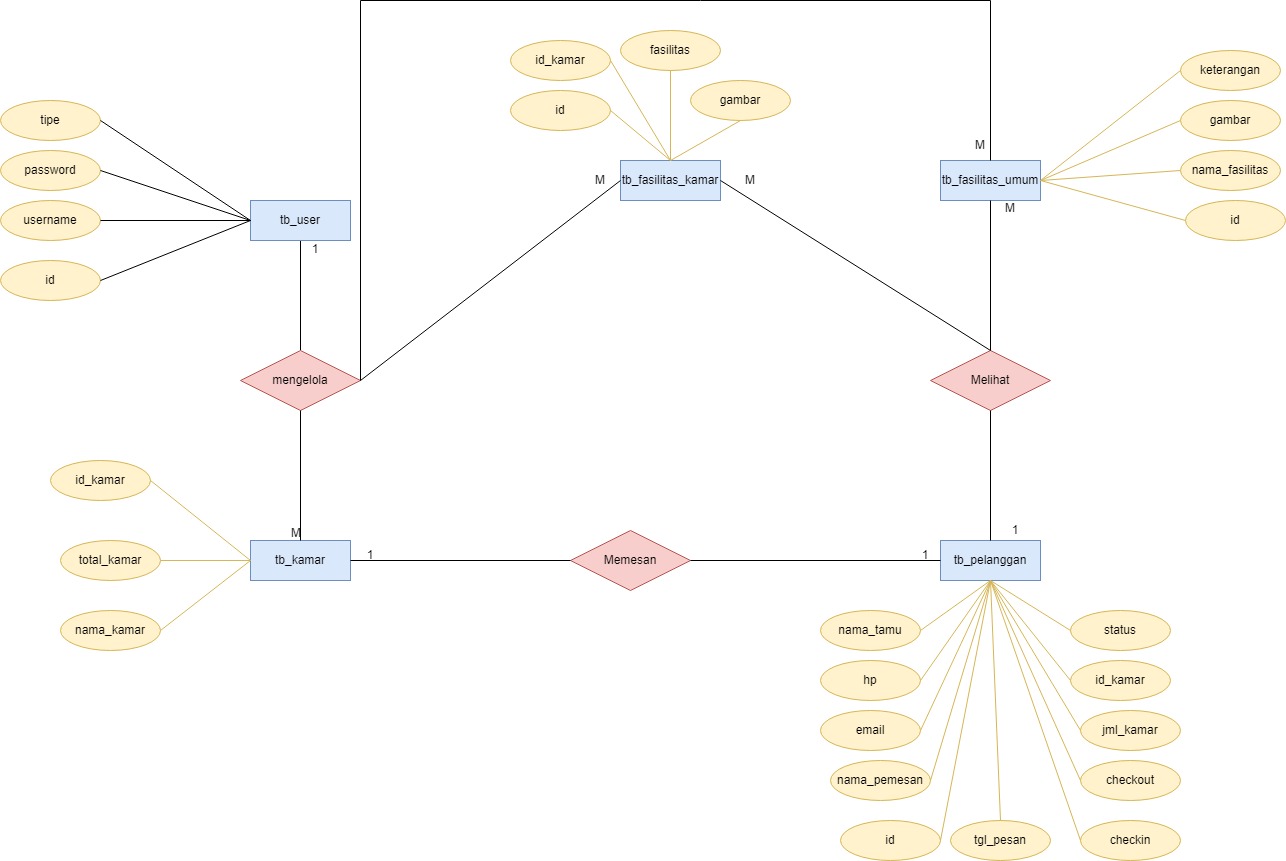 fasilitas
id_kamar
keterangan
gambar
id
tipe
gambar
M
password
nama_fasilitas
M
tb_fasilitas_kamar
M
tb_fasilitas_umum
M
username
tb_user
id
1
id
mengelola
Melihat
id_kamar
M
1
total_kamar
tb_kamar
1
Memesan
1
tb_pelanggan
nama_kamar
nama_tamu
status
hp
id_kamar
email
jml_kamar
nama_pemesan
checkout
id
tgl_pesan
checkin